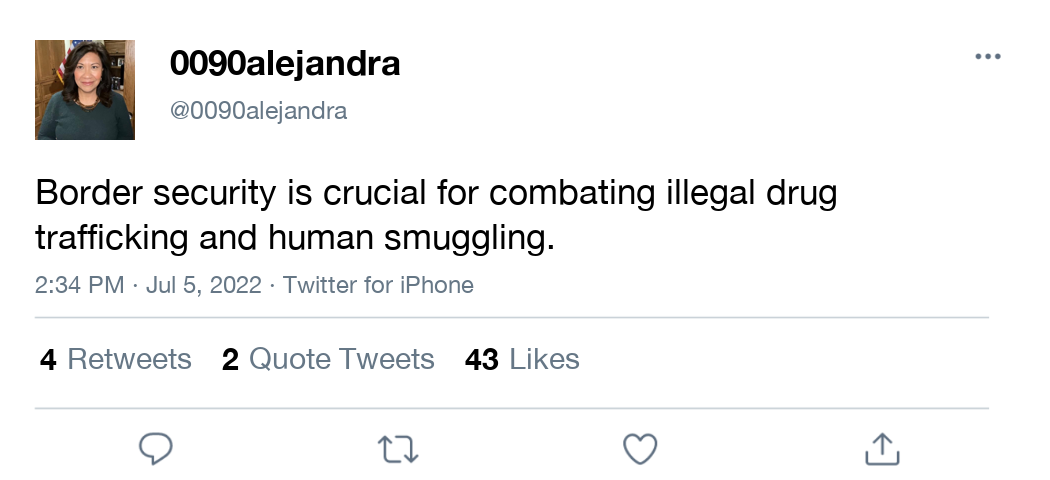 0090alejandra
@0090alejandra
Border security is crucial for combating illegal drug
trafficking and human smuggling.
2:34 PM · Jul 5, 2022 · Twitter for iPhone
4 Retweets 2 Quote Tweets 43 Likes